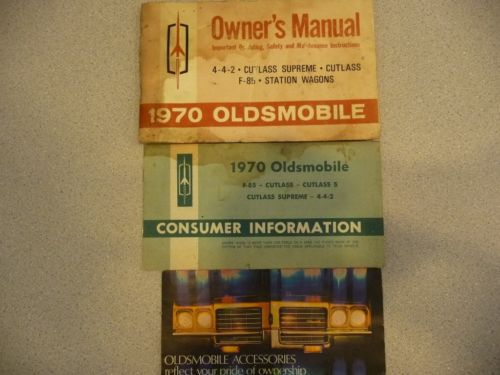 Owner's Manual
Important Operating, Safety and Maintenance Instructions
4-4-2 • CUTLASS SUPREME • CUTLASS
F-85 • STATION WAGONS
1970 OLDSMOBILE
1970 Oldsmobile
F-85 – CUTLASS – CUTLASS S
CUTLASS SUPREME – 4-4-2
CONSUMER INFORMATION
OLDSMOBILE ACCESSORIES
reflect your pride of ownership